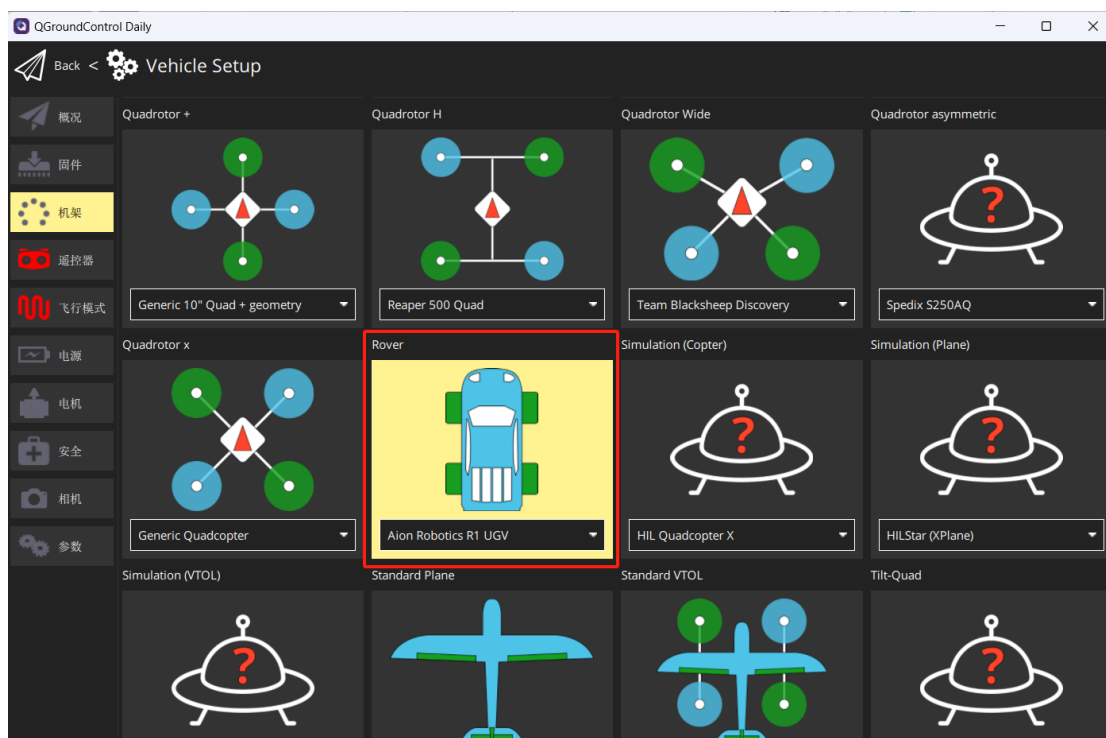 QGroundControl Daily
Back < Vehicle Setup
概况
固件
机架
遥控器
飞行模式
电源
电机
安全
相机
参数
Quadrotor +
Quadrotor H
Quadrotor Wide
Quadrotor asymmetric
Generic 10" Quad + geometry
Reaper 500 Quad
Team Blacksheep Discovery
Spedix S250AQ
Quadrotor x
Rover
Simulation (Copter)
Simulation (Plane)
Generic Quadcopter
Aion Robotics R1 UGV
HIL Quadcopter X
HILStar (XPlane)
Simulation (VTOL)
Standard Plane
Standard VTOL
Tilt-Quad